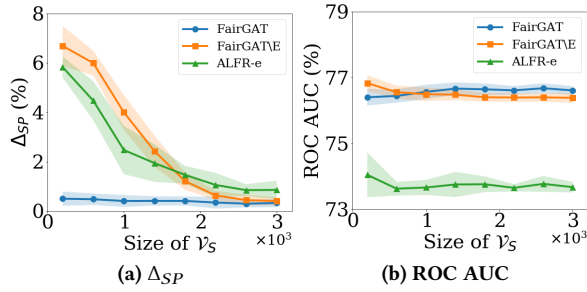 8
6
4
2
0
Δ_SP (%)
FairGAT
FairGAT\E
ALFR-e
0 1 2 3
Size of 𝒱_S ×10³
(a) Δ_SP
79
77
75
73
ROC AUC (%)
FairGAT
FairGAT\E
ALFR-e
0 1 2 3
Size of 𝒱_S ×10³
(b) ROC AUC